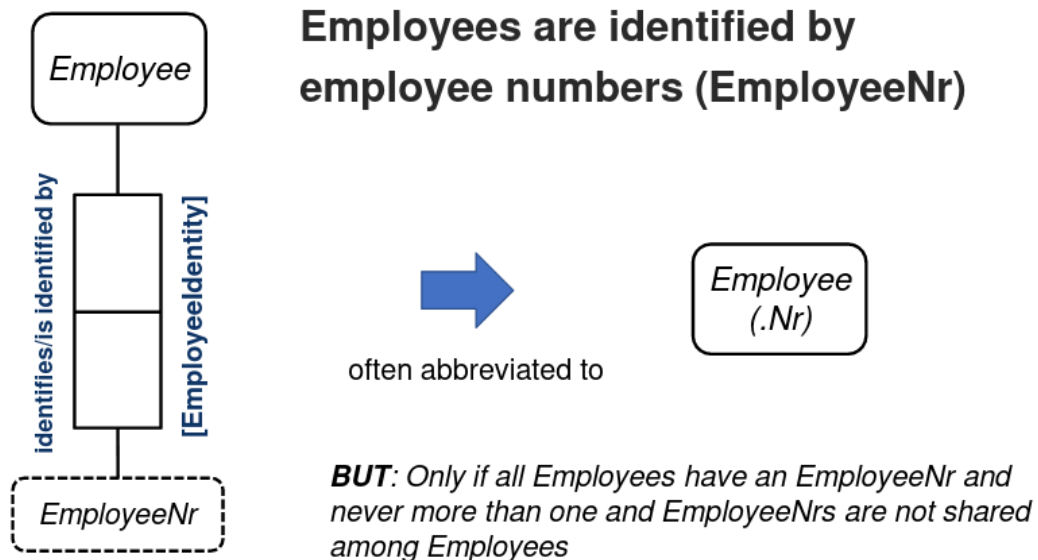 Employees are identified by
employee numbers (EmployeeNr)
Employee
identifies/is identified by
[EmployeeIdentity]
EmployeeNr
often abbreviated to
Employee
(.Nr)
BUT: Only if all Employees have an EmployeeNr and
never more than one and EmployeeNrs are not shared
among Employees